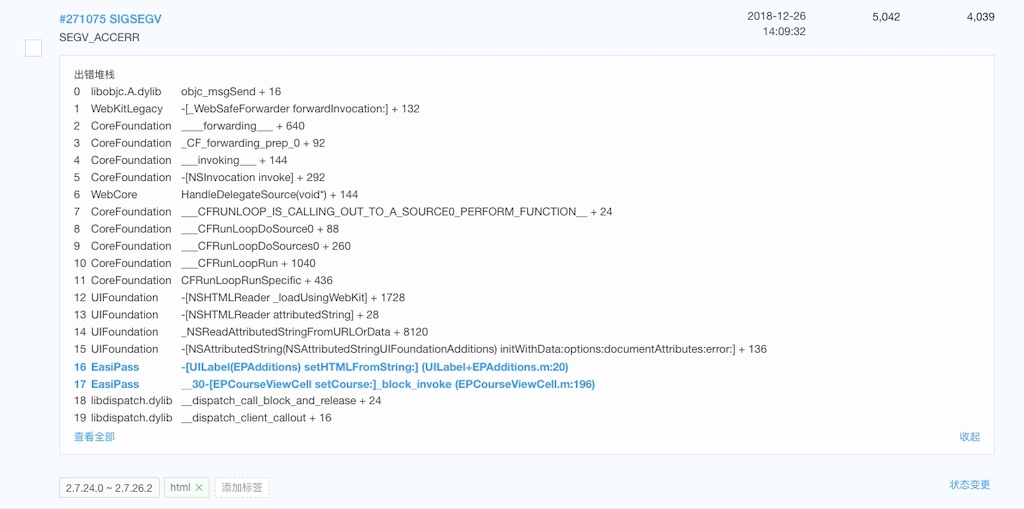 #271075 SIGSEGV 2018-12-26 14:09:32 5,042 4,039
SEGV_ACCERR
出错堆栈
0 libobjc.A.dylib objc_msgSend + 16
1 WebKitLegacy -[_WebSafeForwarder forwardInvocation:] + 132
2 CoreFoundation ____forwarding___ + 640
3 CoreFoundation _CF_forwarding_prep_0 + 92
4 CoreFoundation ___invoking___ + 144
5 CoreFoundation -[NSInvocation invoke] + 292
6 WebCore HandleDelegateSource(void*) + 144
7 CoreFoundation ___CFRUNLOOP_IS_CALLING_OUT_TO_A_SOURCE0_PERFORM_FUNCTION__ + 24
8 CoreFoundation ___CFRunLoopDoSource0 + 88
9 CoreFoundation ___CFRunLoopDoSources0 + 260
10 CoreFoundation ___CFRunLoopRun + 1040
11 CoreFoundation CFRunLoopRunSpecific + 436
12 UIFoundation -[NSHTMLReader _loadUsingWebKit] + 1728
13 UIFoundation -[NSHTMLReader attributedString] + 28
14 UIFoundation _NSReadAttributedStringFromURLOrData + 8120
15 UIFoundation -[NSAttributedString(NSAttributedStringUIFoundationAdditions) initWithData:options:documentAttributes:error:] + 136
16 EasiPass -[UILabel(EPAdditions) setHTMLFromString:] (UILabel+EPAdditions.m:20)
17 EasiPass __30-[EPCourseViewCell setCourse:]_block_invoke (EPCourseViewCell.m:196)
18 libdispatch.dylib __dispatch_call_block_and_release + 24
19 libdispatch.dylib __dispatch_client_callout + 16
查看全部 收起
2.7.24.0 ~ 2.7.26.2 html × 添加标签 状态变更